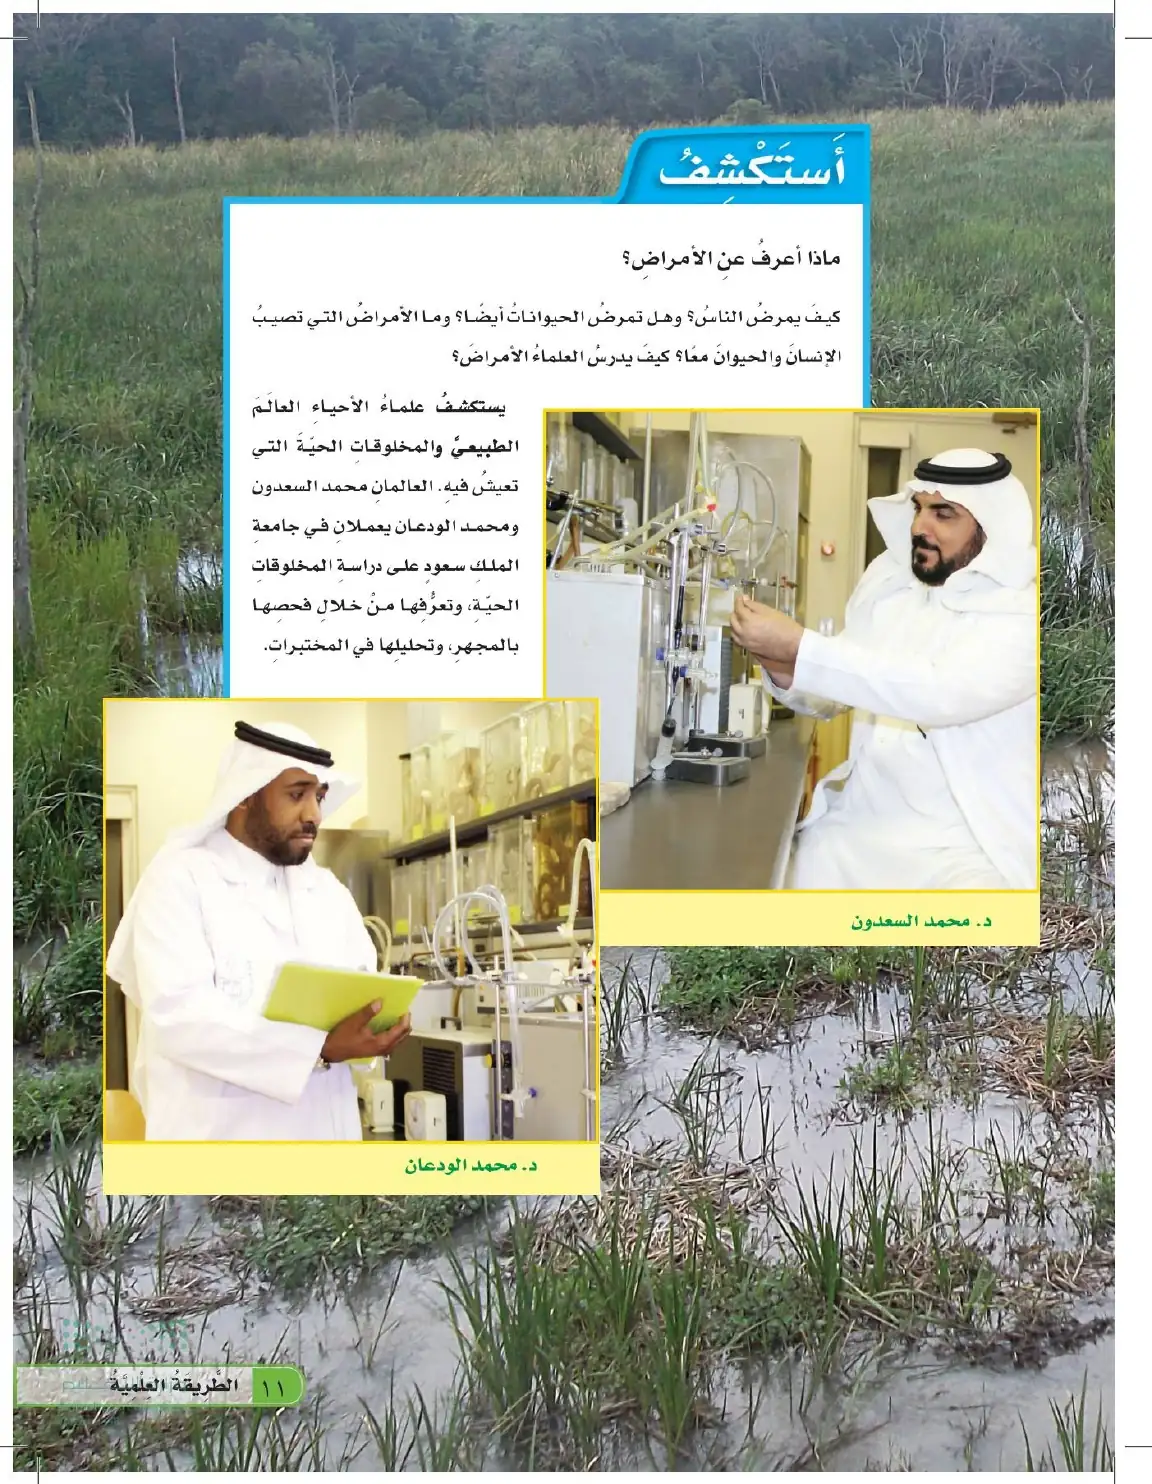 أَستَكْشِفُ
ماذا أعرفُ عنِ الأمراضِ؟
كيفَ يمرضُ الناسُ؟ وهل تمرضُ الحيواناتُ أيضًا؟ وما الأمراضُ التي تصيبُ
الإنسانَ والحيوانَ معًا؟ كيفَ يدرسُ العلماءُ الأمراضَ؟
يستكشفُ علماءُ الأحياءِ العالَمَ
الطبيعيَّ والمخلوقاتِ الحيّةَ التي
تعيشُ فيهِ. العالمانِ محمد السعدون
ومحمد الودعان يعملانِ في جامعةِ
الملكِ سعودٍ على دراسةِ المخلوقاتِ
الحيّةِ، وتعرُّفِها منْ خلالِ فحصِها
بالمجهرِ، وتحليلِها في المختبراتِ.
د. محمد السعدون
د. محمد الودعان
١١ الطَّرِيقَةُ العِلْمِيَّةُ